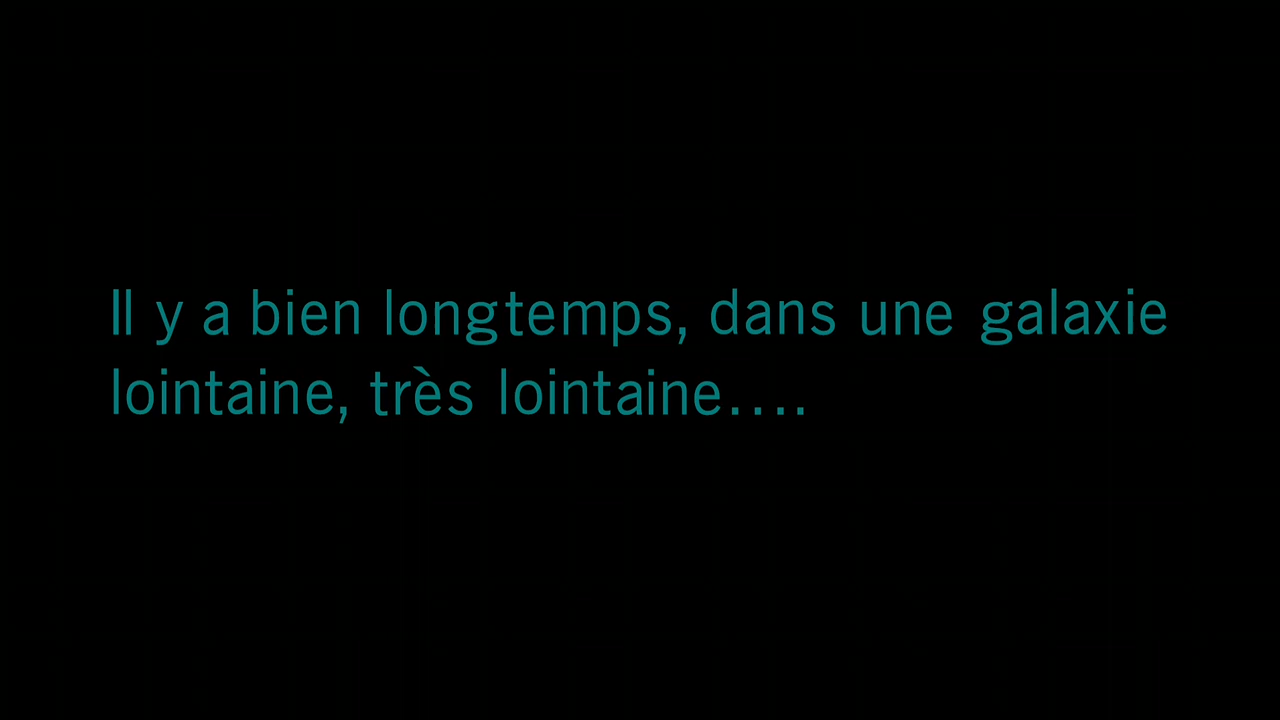 Il y a bien longtemps, dans une galaxie
lointaine, très lointaine....